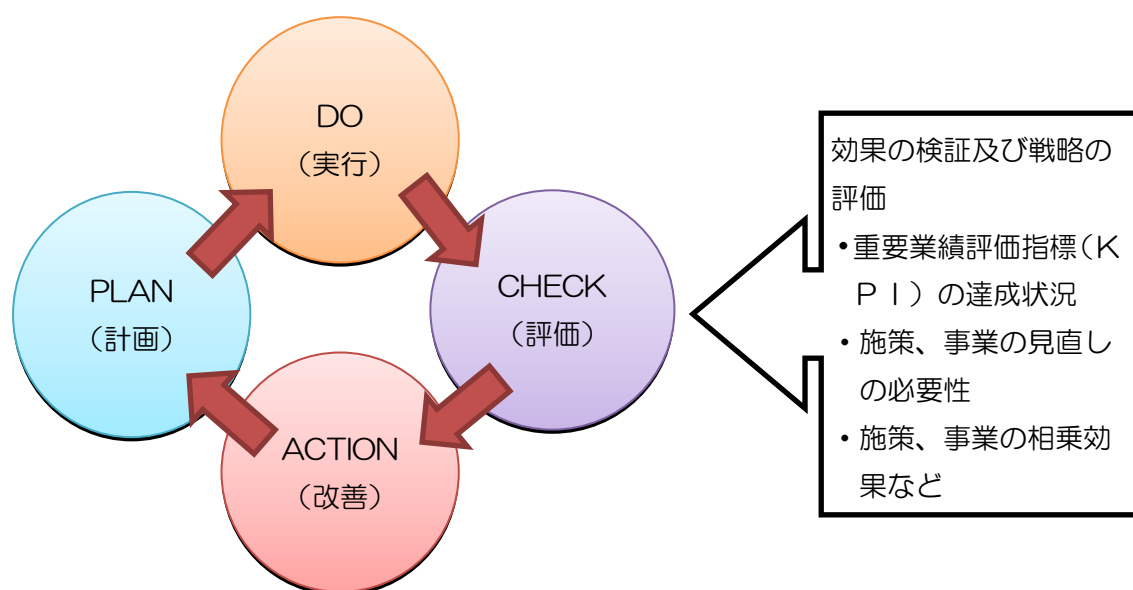 DO
（実行）
PLAN
（計画）
CHECK
（評価）
ACTION
（改善）
効果の検証及び戦略の
評価
・重要業績評価指標（Ｋ
ＰＩ）の達成状況
・施策、事業の見直し
の必要性
・施策、事業の相乗効
果など